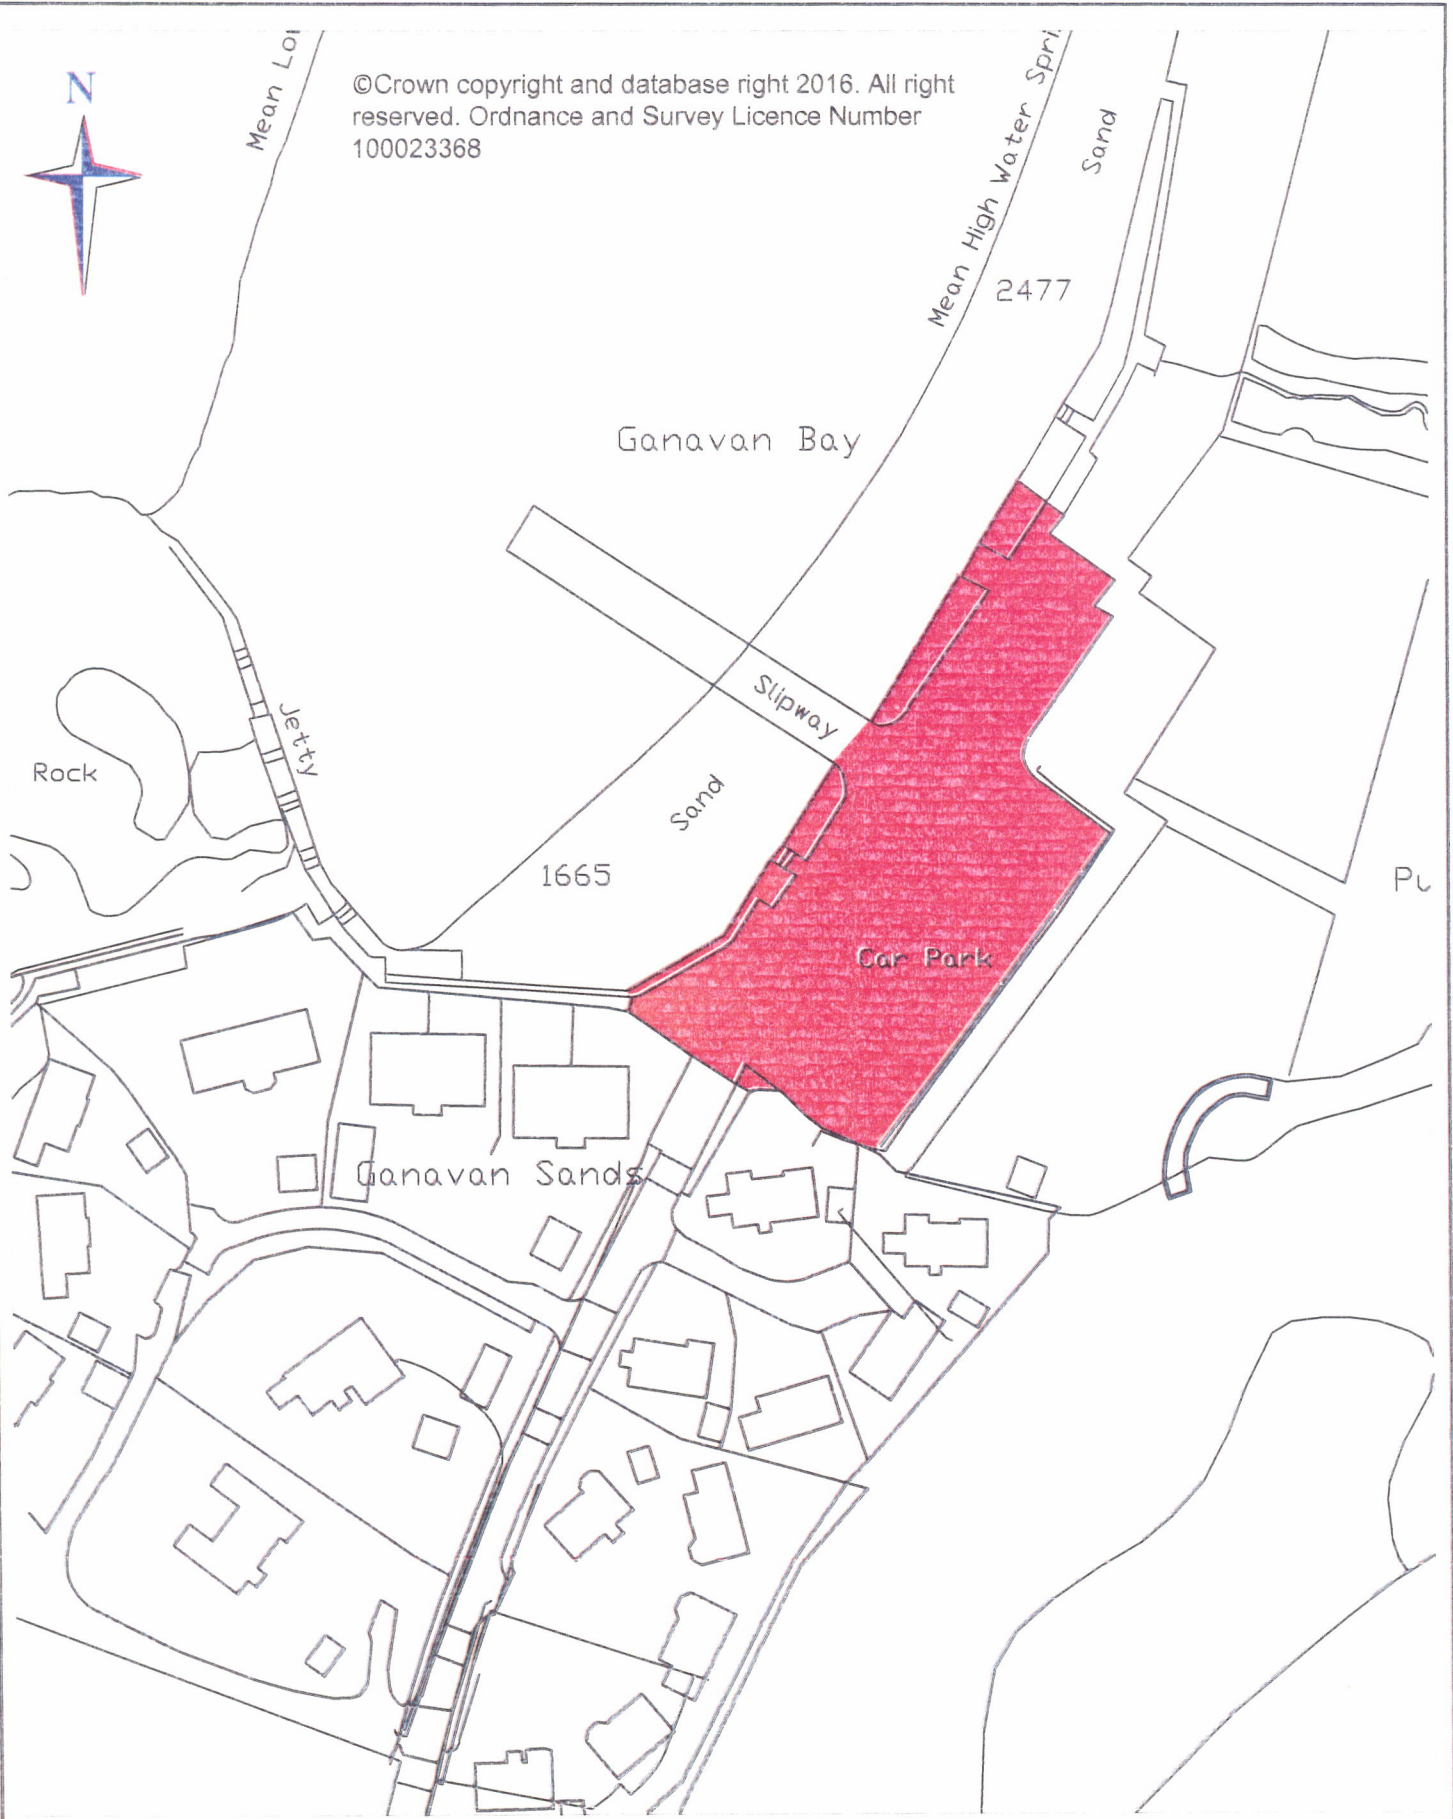 N
©Crown copyright and database right 2016. All right
reserved. Ordnance and Survey Licence Number
100023368
Mean
Mean High Water
Sand
2477
Ganavan Bay
Slipway
Jetty
Rock
Sand
1665
Car Park
Ganavan Sands